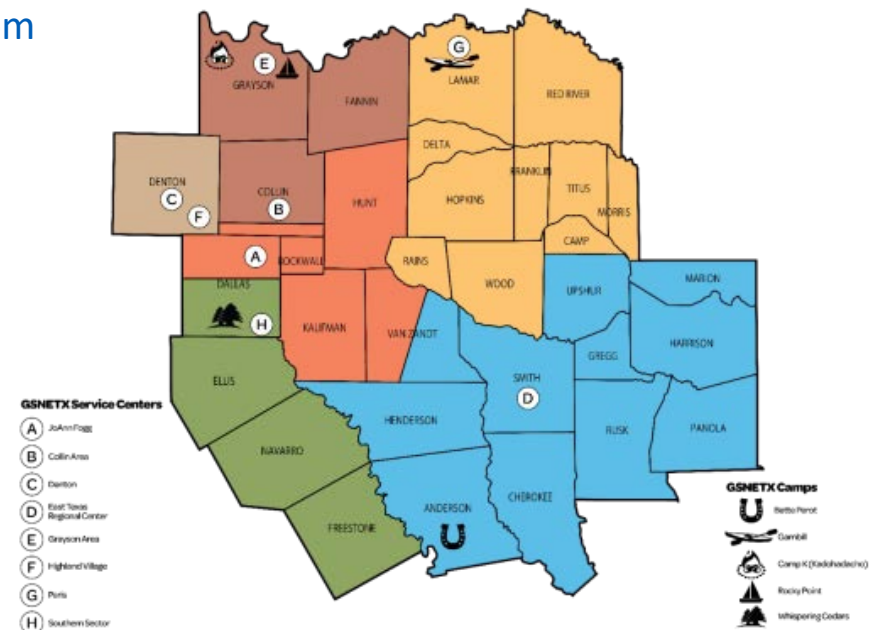 m
E
GRAYSON
FANNIN
G
LAMAR
RED RIVER
DELTA
DENTON
C
F
COLLIN
B
HUNT
HOPKINS
FRANKLIN
TITUS
MORRIS
CAMP
A
ROCKWALL
RAINS
WOOD
UPSHUR
MARION
DALLAS
H
KAUFMAN
VAN ZANDT
GREGG
HARRISON
ELLIS
SMITH
D
HENDERSON
RUSK
PANOLA
NAVARRO
ANDERSON
CHEROKEE
FREESTONE
GSNETX Service Centers
A JoAnn Fogg
B Collin Area
C Denton
D East Texas
Regional Center
E Grayson Area
F Highland Village
G Paris
H Southern Sector
GSNETX Camps
Bette Perot
Gambill
Camp K (Kadohadacho)
Rocky Point
Whispering Cedars